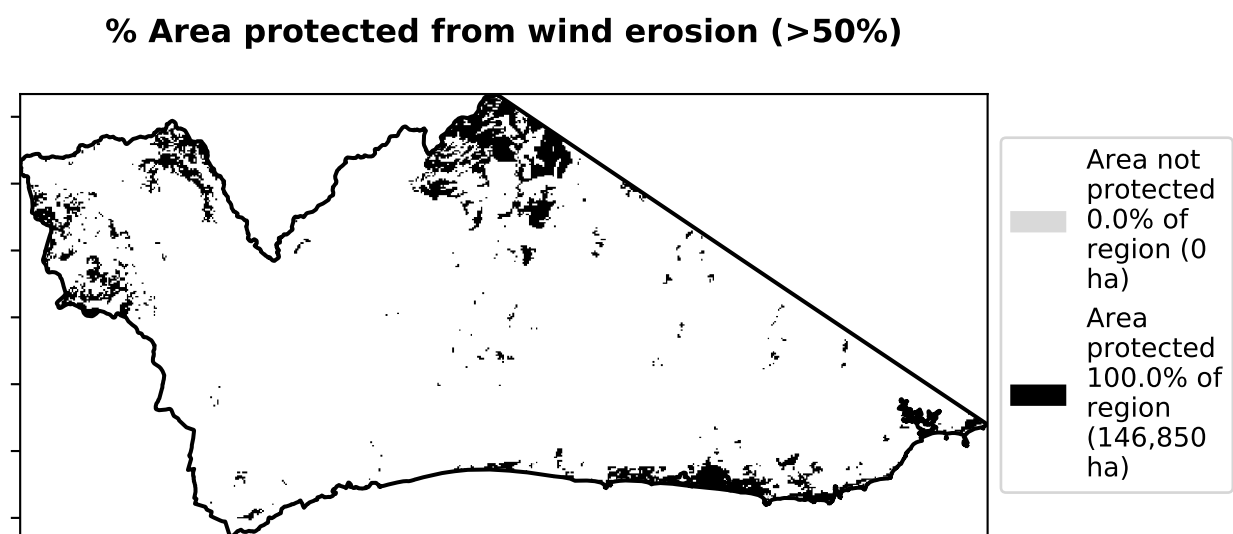 % Area protected from wind erosion (>50%)
Area not
protected
0.0% of
region (0
ha)
Area
protected
100.0% of
region
(146,850
ha)